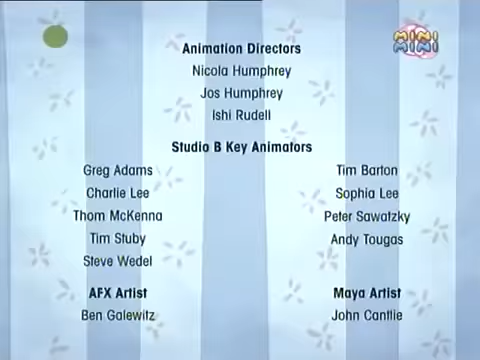 MINI
MINI
Animation Directors
Nicola Humphrey
Jos Humphrey
Ishi Rudell
Studio B Key Animators
Greg Adams
Charlie Lee
Thom McKenna
Tim Stuby
Steve Wedel
Tim Barton
Sophia Lee
Peter Sawatzky
Andy Tougas
AFX Artist
Ben Galewitz
Maya Artist
John Cantlie